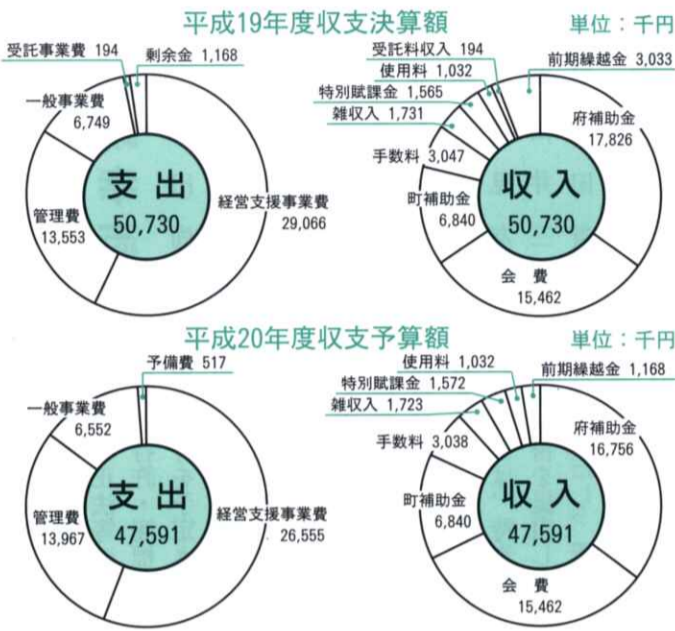 平成19年度収支決算額
単位：千円
受託事業費 194
剰余金 1,168
一般事業費
6,749
管理費
13,553
経営支援事業費
29,066
支出
50,730
受託料収入 194
使用料 1,032
特別賦課金 1,565
雑収入 1,731
手数料 3,047
町補助金
6,840
前期繰越金 3,033
府補助金
17,826
会費
15,462
収入
50,730
平成20年度収支予算額
単位：千円
予備費 517
一般事業費
6,552
管理費
13,967
経営支援事業費
26,555
支出
47,591
使用料 1,032
特別賦課金 1,572
雑収入 1,723
手数料 3,038
町補助金
6,840
前期繰越金 1,168
府補助金
16,756
会費
15,462
収入
47,591